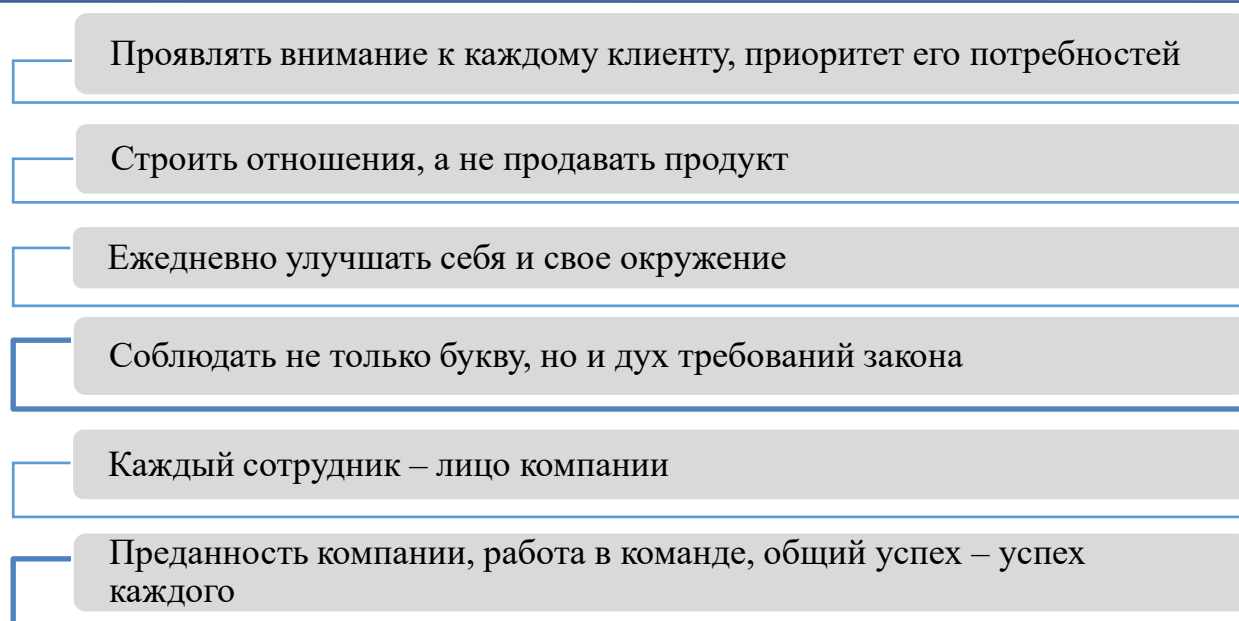 Проявлять внимание к каждому клиенту, приоритет его потребностей
Строить отношения, а не продавать продукт
Ежедневно улучшать себя и свое окружение
Соблюдать не только букву, но и дух требований закона
Каждый сотрудник – лицо компании
Преданность компании, работа в команде, общий успех – успех
каждого